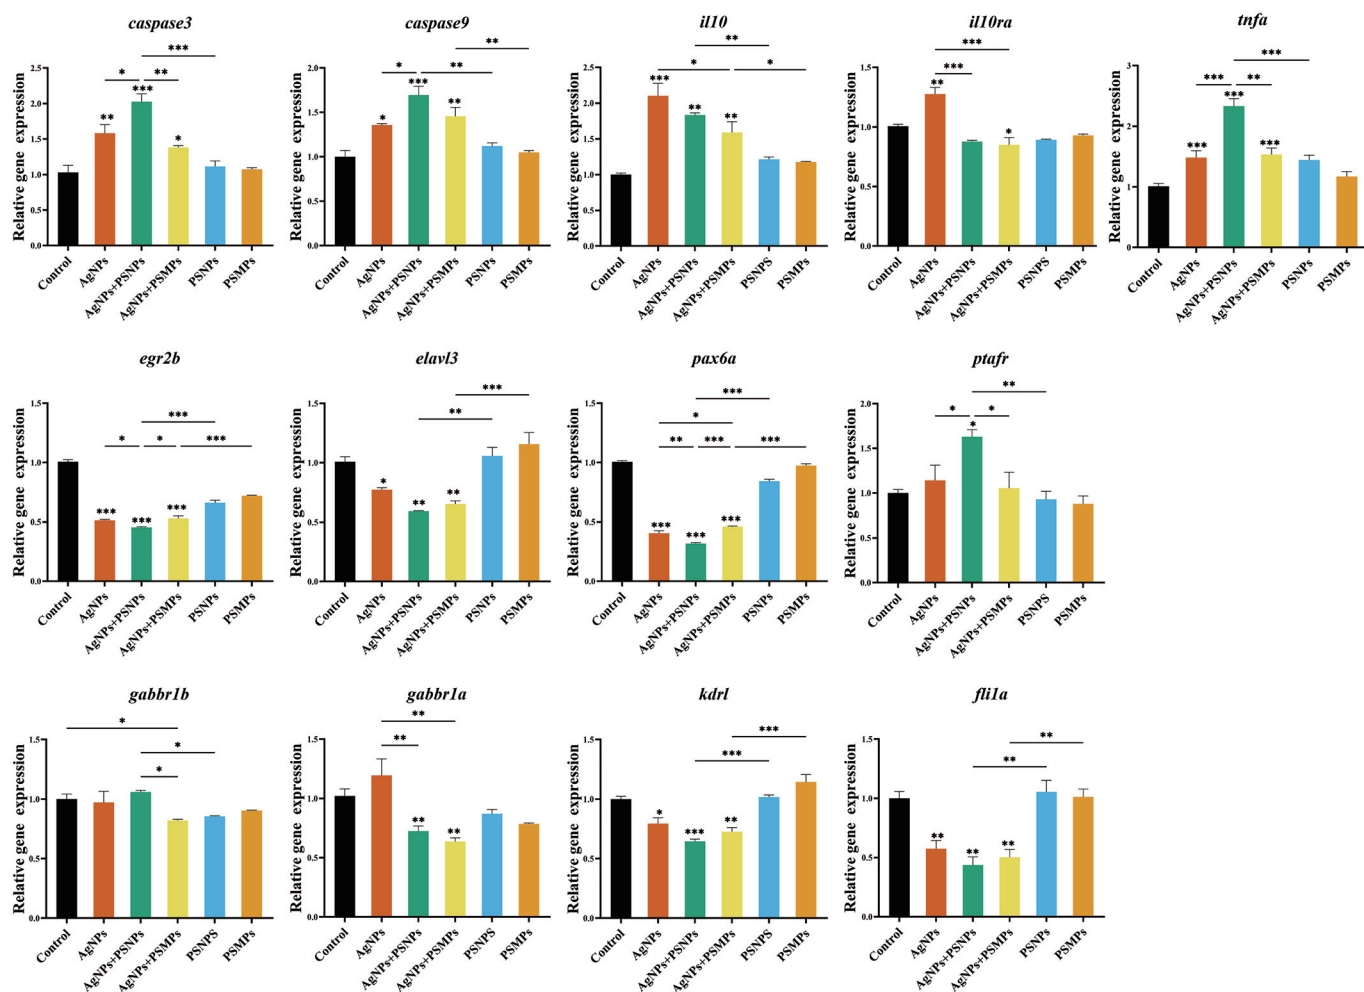 caspase3
***
* **
Relative gene expression
2.5
2.0
1.5
1.0
0.5
0.0
**
***
*
Control
AgNPs
AgNPs+PSNPs
AgNPs+PSMPs
PSNPs
PSMPs
caspase9
**
* **
Relative gene expression
2.0
1.5
1.0
0.5
0.0
*
***
**
Control
AgNPs
AgNPs+PSNPs
AgNPs+PSMPs
PSNPs
PSMPs
il10
**
* *
Relative gene expression
2.5
2.0
1.5
1.0
0.5
0.0
***
**
**
Control
AgNPs
AgNPs+PSNPs
AgNPs+PSMPs
PSNPS
PSMPs
il10ra
***
***
Relative gene expression
1.5
1.0
0.5
0.0
**
*
Control
AgNPs
AgNPs+PSNPs
AgNPs+PSMPs
PSNPS
PSMPs
tnfa
***
*** **
Relative gene expression
3
2
1
0
***
***
***
Control
AgNPs
AgNPs+PSNPs
AgNPs+PSMPs
PSNPs
PSMPs
egr2b
***
* * ***
Relative gene expression
1.5
1.0
0.5
0.0
***
***
***
Control
AgNPs
AgNPs+PSNPs
AgNPs+PSMPs
PSNPs
PSMPs
elavl3
***
**
Relative gene expression
1.5
1.0
0.5
0.0
*
**
**
Control
AgNPs
AgNPs+PSNPs
AgNPs+PSMPs
PSNPs
PSMPs
pax6a
***
*
** *** ***
Relative gene expression
1.5
1.0
0.5
0.0
***
***
***
Control
AgNPs
AgNPs+PSNPs
AgNPs+PSMPs
PSNPs
PSMPs
ptafr
**
* *
Relative gene expression
2.0
1.5
1.0
0.5
0.0
*
Control
AgNPs
AgNPs+PSNPs
AgNPs+PSMPs
PSNPS
PSMPs
gabbr1b
*
*
*
Relative gene expression
1.5
1.0
0.5
0.0
Control
AgNPs
AgNPs+PSNPs
AgNPs+PSMPs
PSNPS
PSMPs
gabbr1a
**
**
Relative gene expression
1.5
1.0
0.5
0.0
**
**
Control
AgNPs
AgNPs+PSNPs
AgNPs+PSMPs
PSNPS
PSMPs
kdrl
***
***
Relative gene expression
1.5
1.0
0.5
0.0
*
***
**
Control
AgNPs
AgNPs+PSNPs
AgNPs+PSMPs
PSNPs
PSMPs
fli1a
**
**
Relative gene expression
1.5
1.0
0.5
0.0
**
**
**
Control
AgNPs
AgNPs+PSNPs
AgNPs+PSMPs
PSNPs
PSMPs